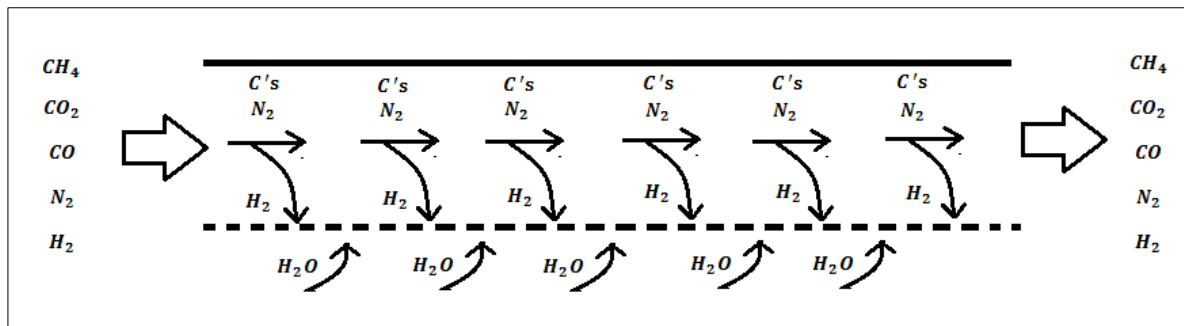 CH₄
CO₂
CO
N₂
H₂
C's C's C's C's C's C's
N₂ N₂ N₂ N₂ N₂ N₂
H₂ H₂ H₂ H₂ H₂ H₂
H₂O H₂O H₂O H₂O H₂O
CH₄
CO₂
CO
N₂
H₂